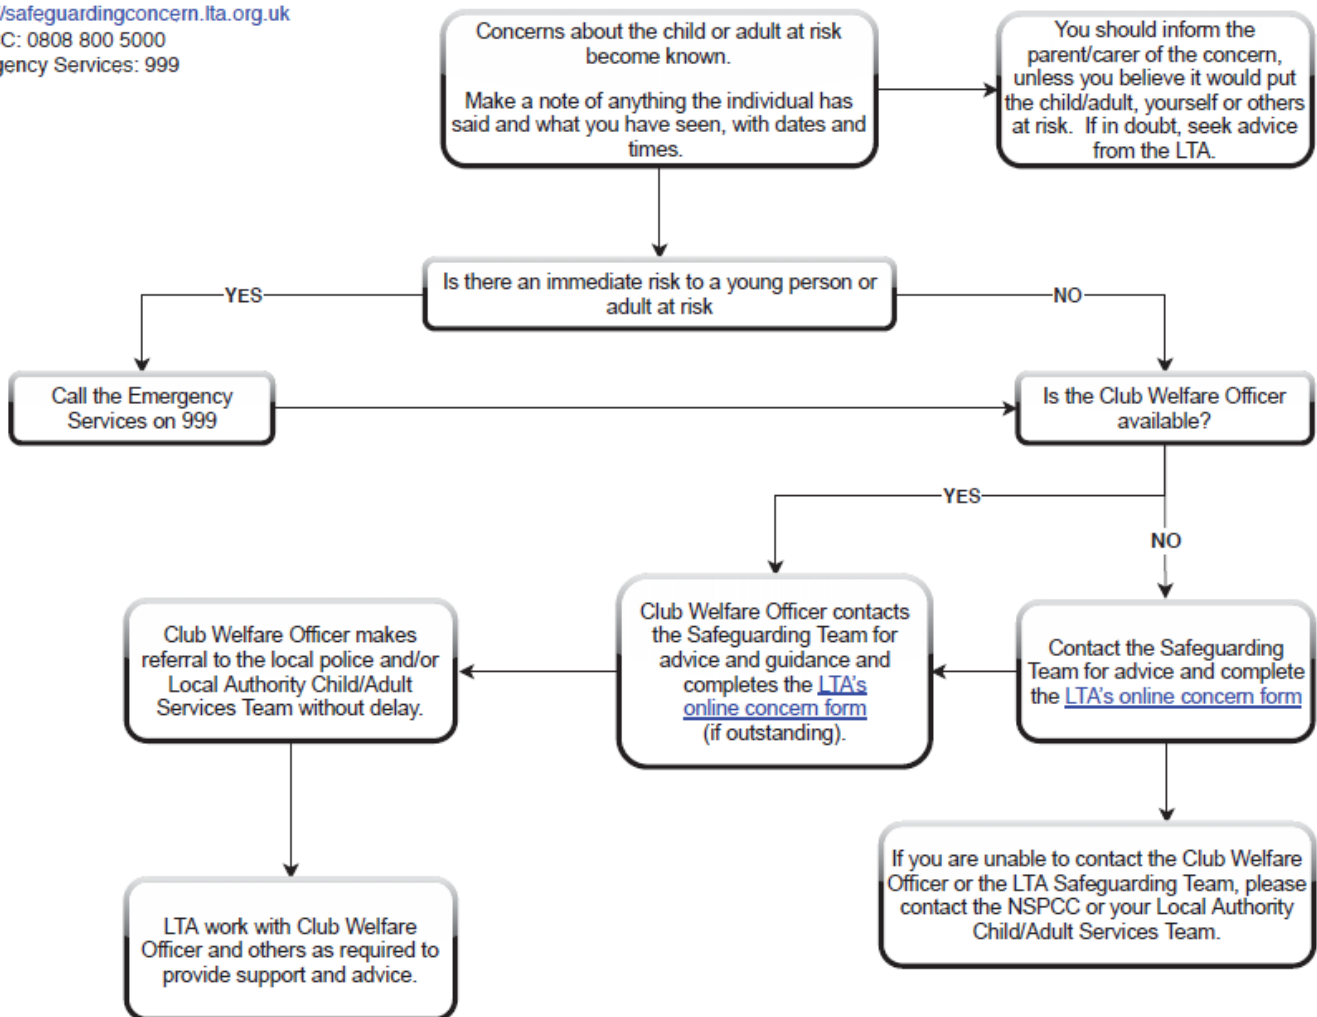 /safeguardingconcern.lta.org.uk
C: 0808 800 5000
gency Services: 999
Concerns about the child or adult at risk
become known.
Make a note of anything the individual has
said and what you have seen, with dates and
times.
You should inform the
parent/carer of the concern,
unless you believe it would put
the child/adult, yourself or others
at risk. If in doubt, seek advice
from the LTA.
Is there an immediate risk to a young person or
adult at risk
YES
NO
Call the Emergency
Services on 999
Is the Club Welfare Officer
available?
YES
NO
Club Welfare Officer makes
referral to the local police and/or
Local Authority Child/Adult
Services Team without delay.
Club Welfare Officer contacts
the Safeguarding Team for
advice and guidance and
completes the LTA's
online concern form
(if outstanding).
Contact the Safeguarding
Team for advice and complete
the LTA's online concern form
If you are unable to contact the Club Welfare
Officer or the LTA Safeguarding Team, please
contact the NSPCC or your Local Authority
Child/Adult Services Team.
LTA work with Club Welfare
Officer and others as required to
provide support and advice.